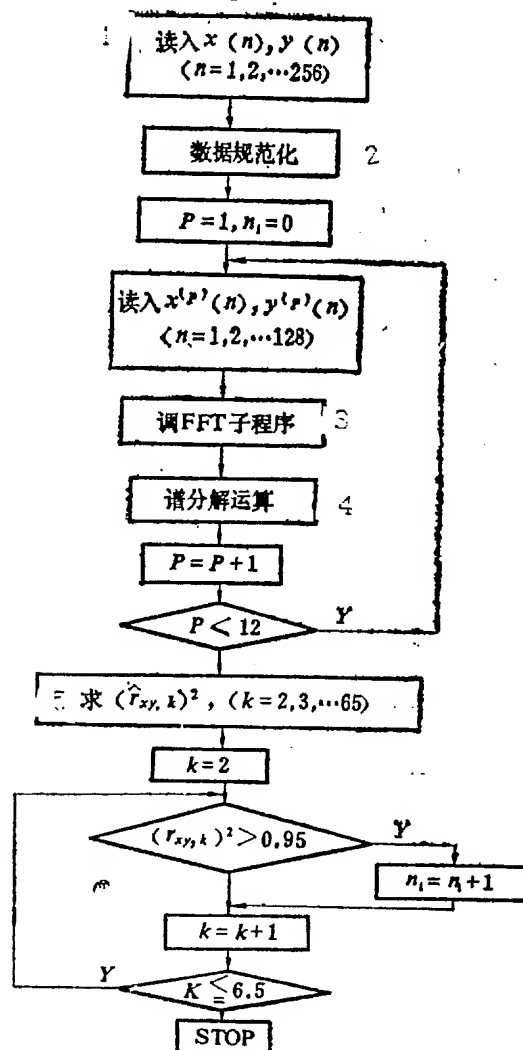 1
读入 x (n), y (n)
(n=1,2,…256)
数据规范化
2
P=1, n₁=0
读入 x⁽ᴾ⁾(n), y⁽ᴾ⁾(n)
(n=1,2,…128)
调FFT子程序
3
谱分解运算
4
P=P+1
P<12
Y
5 求 (r̂xy, k)², (k=2,3,…65)
k=2
(rxy, k)²>0.95
Y
n₁=n₁+1
k=k+1
Y
K≤6.5
STOP